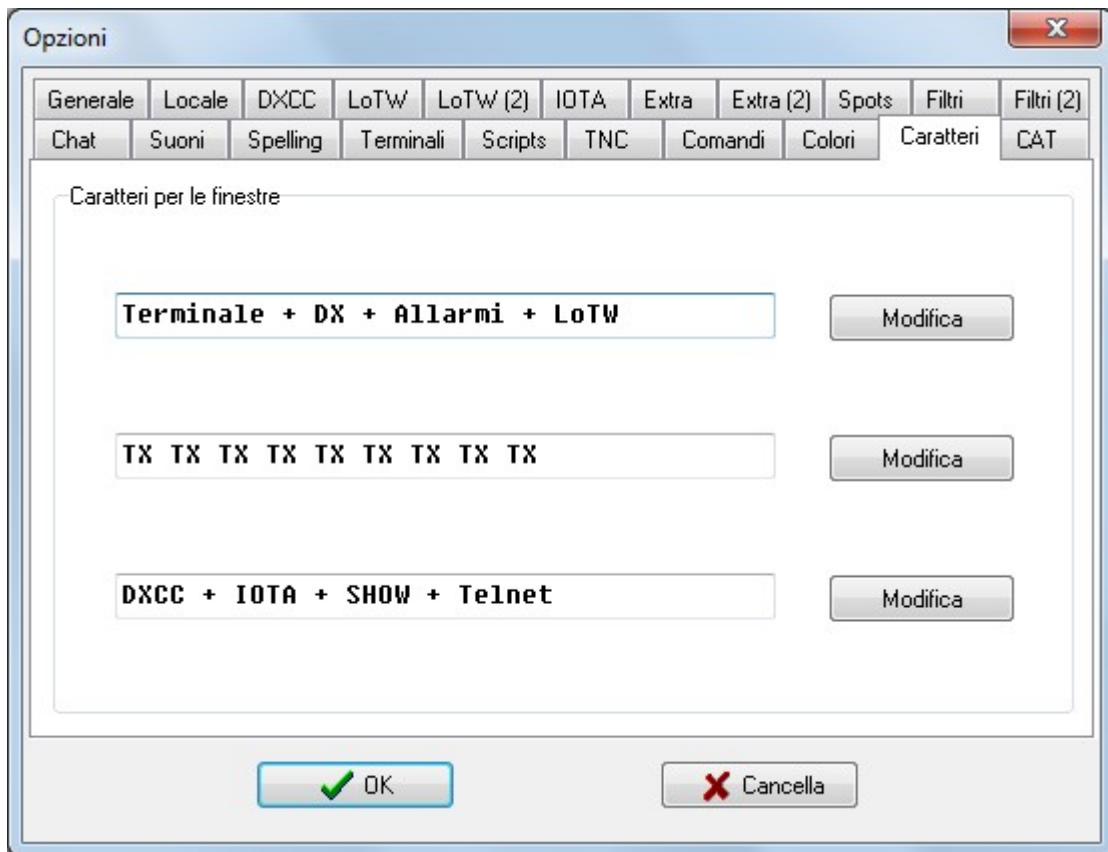 Opzioni
Generale Locale DXCC LoTW LoTW (2) IOTA Extra Extra (2) Spots Filtri Filtri (2)
Chat Suoni Spelling Terminali Scripts TNC Comandi Colori Caratteri CAT
Caratteri per le finestre
Terminale + DX + Allarmi + LoTW Modifica
TX TX TX TX TX TX TX TX TX Modifica
DXCC + IOTA + SHOW + Telnet Modifica
OK Cancella